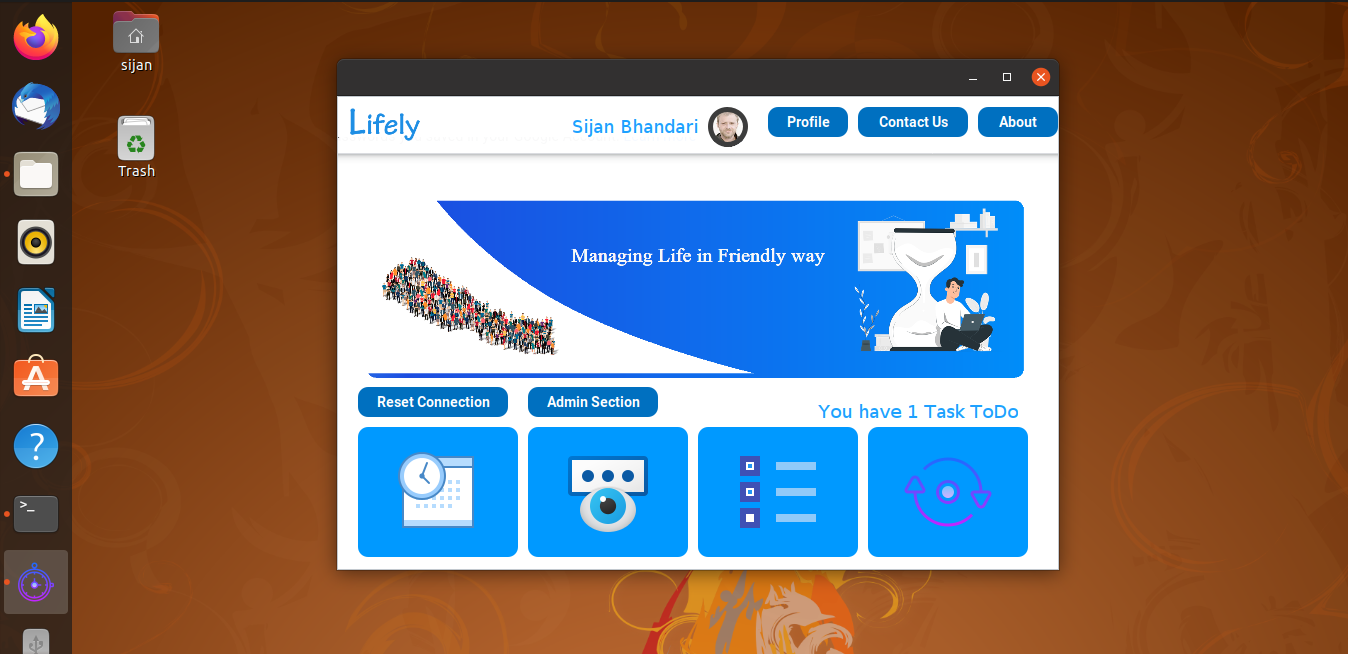 sijan
Trash
Lifely
Sijan Bhandari
Profile
Contact Us
About
Managing Life in Friendly way
Reset Connection
Admin Section
You have 1 Task ToDo